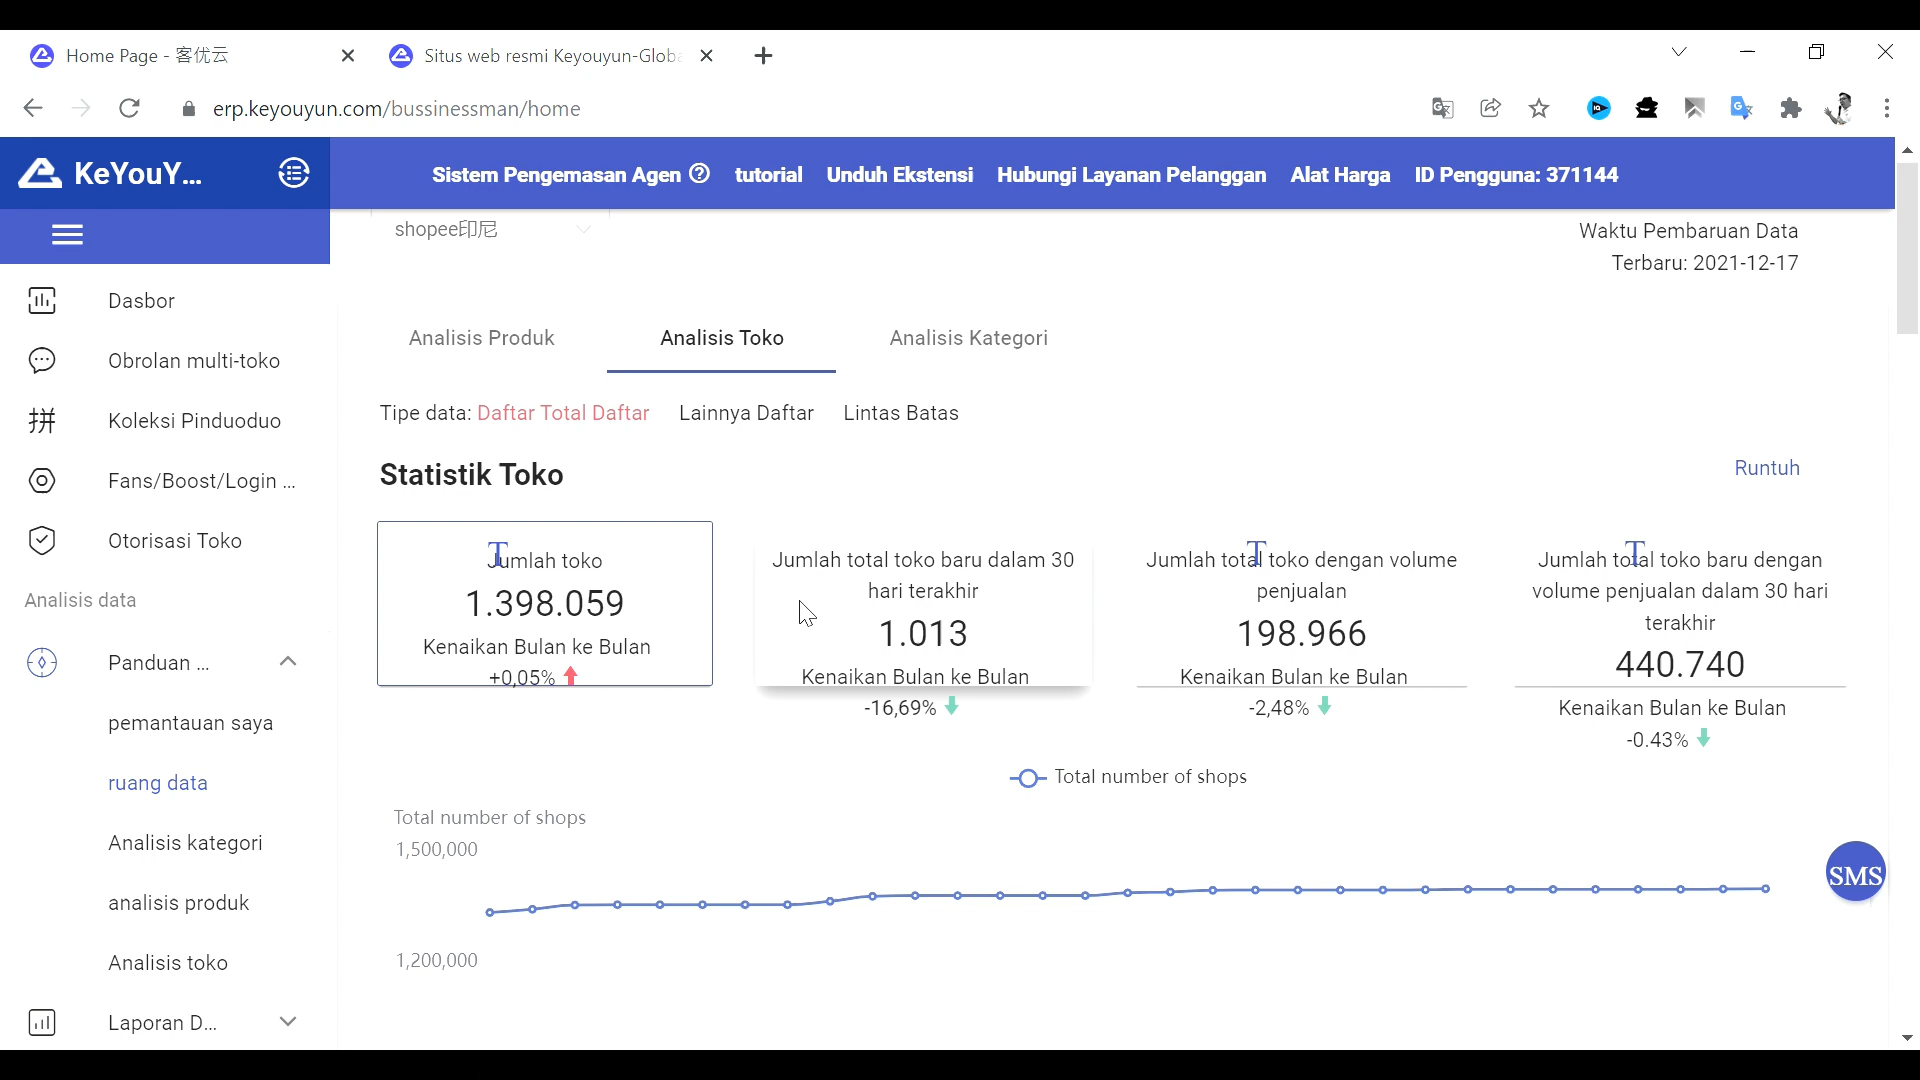 Home Page - 客优云
Situs web resmi Keyouyun-Globa
erp.keyouyun.com/bussinessman/home
KeYouY...
Sistem Pengemasan Agen
tutorial
Unduh Ekstensi
Hubungi Layanan Pelanggan
Alat Harga
ID Pengguna: 371144
Dasbor
Obrolan multi-toko
拼
Koleksi Pinduoduo
Fans/Boost/Login ...
Otorisasi Toko
Analisis data
Panduan ...
pemantauan saya
ruang data
Analisis kategori
analisis produk
Analisis toko
Laporan D...
shopee印尼
Waktu Pembaruan Data
Terbaru: 2021-12-17
Analisis Produk
Analisis Toko
Analisis Kategori
Tipe data: Daftar Total Daftar Lainnya Daftar Lintas Batas
Statistik Toko
Runtuh
Jumlah toko
1.398.059
Kenaikan Bulan ke Bulan
+0,05%
Jumlah total toko baru dalam 30
hari terakhir
1.013
Kenaikan Bulan ke Bulan
-16,69%
Jumlah total toko dengan volume
penjualan
198.966
Kenaikan Bulan ke Bulan
-2,48%
Jumlah total toko baru dengan
volume penjualan dalam 30 hari
terakhir
440.740
Kenaikan Bulan ke Bulan
-0.43%
Total number of shops
Total number of shops
1,500,000
1,200,000
SMS